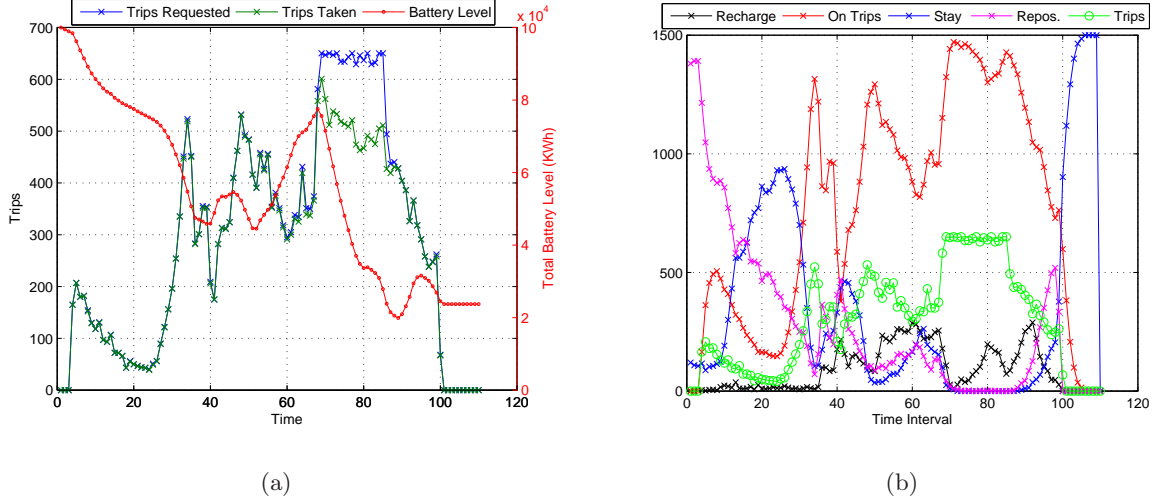 Trips Requested Trips Taken Battery Level
x 10^4
700
600
500
400
300
200
100
0
Trips
0 20 40 60 80 100 120
Time
10
8
6
4
2
0
Total Battery Level (KWh)
(a)
Recharge On Trips Stay Repos. Trips
1500
1000
500
0
0 20 40 60 80 100 120
Time Interval
(b)